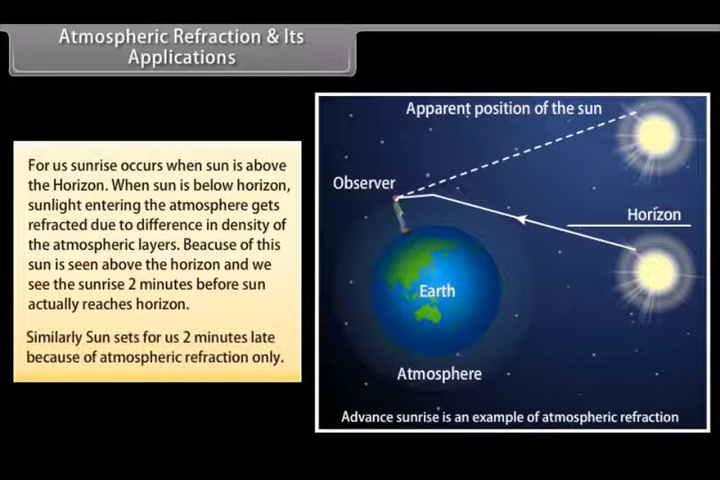 Atmospheric Refraction & Its
Applications
For us sunrise occurs when sun is above
the Horizon. When sun is below horizon,
sunlight entering the atmosphere gets
refracted due to difference in density of
the atmospheric layers. Beacuse of this
sun is seen above the horizon and we
see the sunrise 2 minutes before sun
actually reaches horizon.
Similarly Sun sets for us 2 minutes late
because of atmospheric refraction only.
Apparent position of the sun
Observer
Horizon
Earth
Atmosphere
Advance sunrise is an example of atmospheric refraction